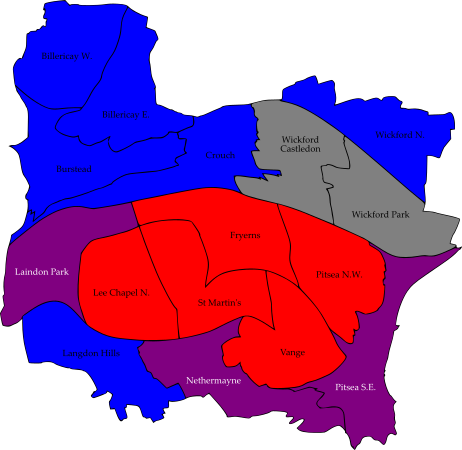 Billericay W.
Billericay E.
Wickford
Castledon
Wickford N.
Burstead
Crouch
Wickford Park
Fryerns
Laindon Park
Pitsea N.W.
Lee Chapel N.
St Martin's
Langdon Hills
Vange
Nethermayne
Pitsea S.E.